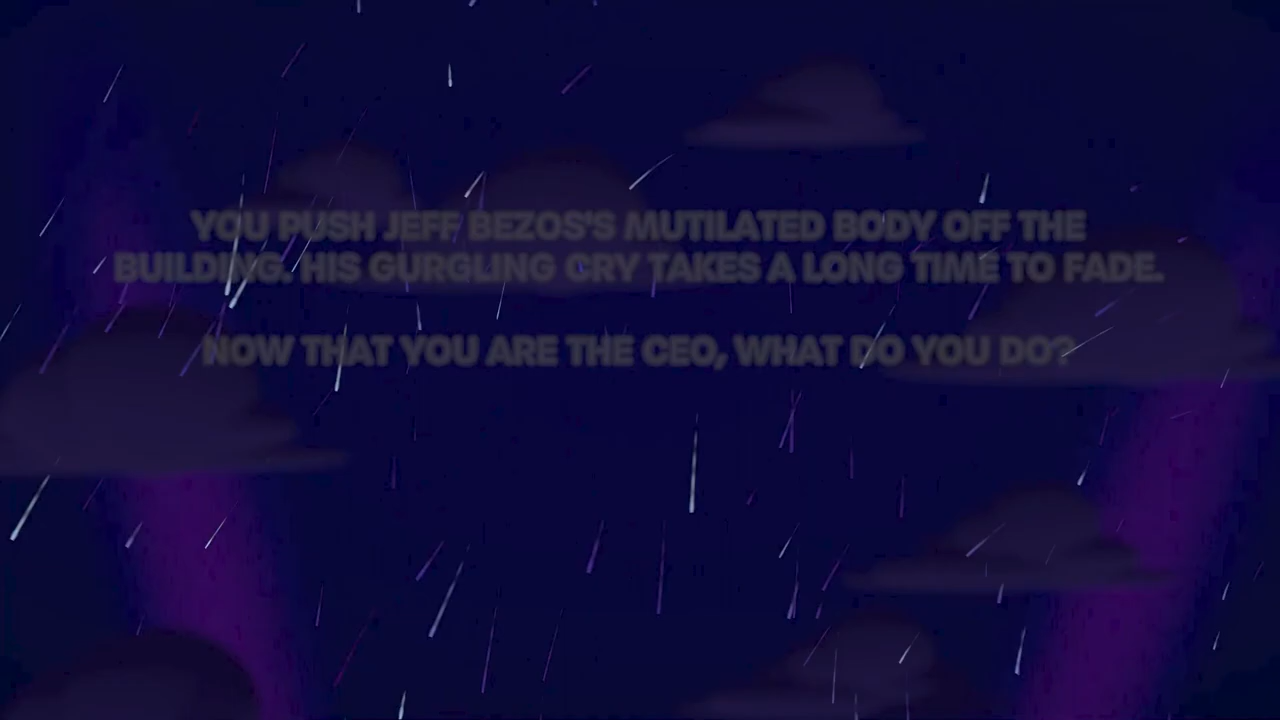 YOU PUSH JEFF BEZOS'S MUTILATED BODY OFF THE
BUILDING. HIS GURGLING CRY TAKES A LONG TIME TO FADE.
NOW THAT YOU ARE THE CEO, WHAT DO YOU DO?